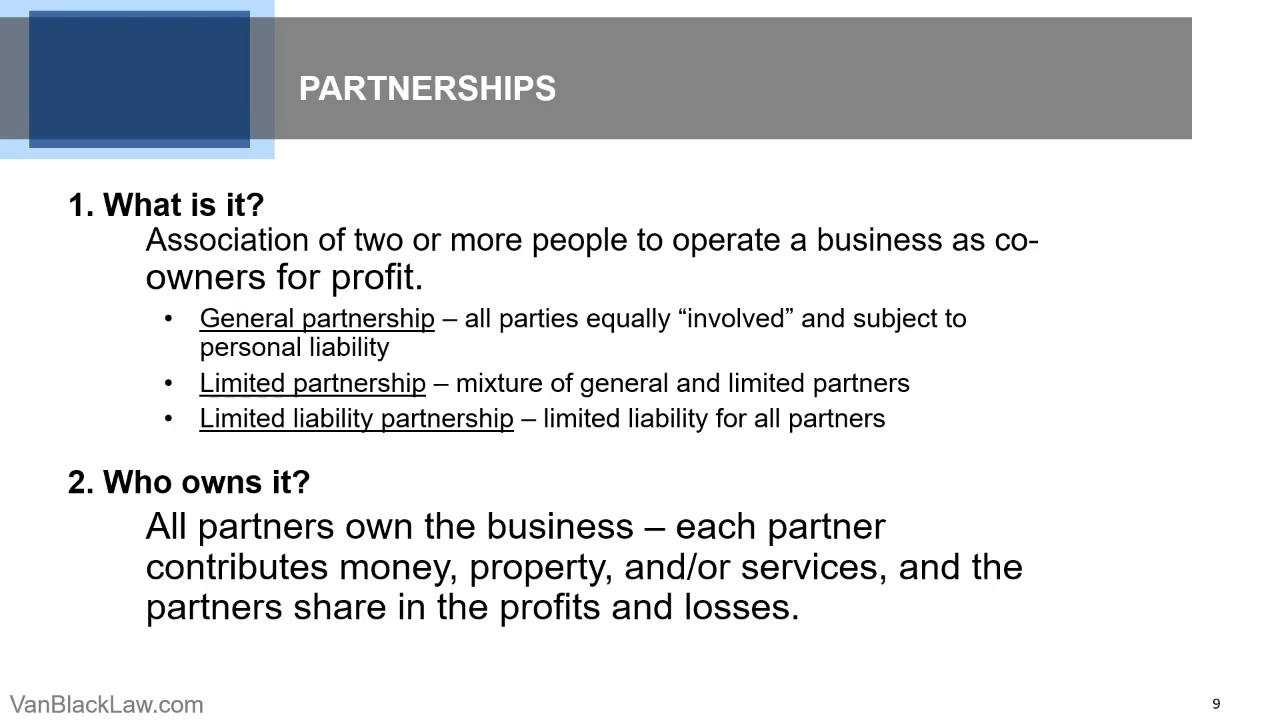 PARTNERSHIPS
1. What is it?
Association of two or more people to operate a business as co-
owners for profit.
• General partnership – all parties equally “involved” and subject to
personal liability
• Limited partnership – mixture of general and limited partners
• Limited liability partnership – limited liability for all partners
2. Who owns it?
All partners own the business – each partner
contributes money, property, and/or services, and the
partners share in the profits and losses.
VanBlackLaw.com
9